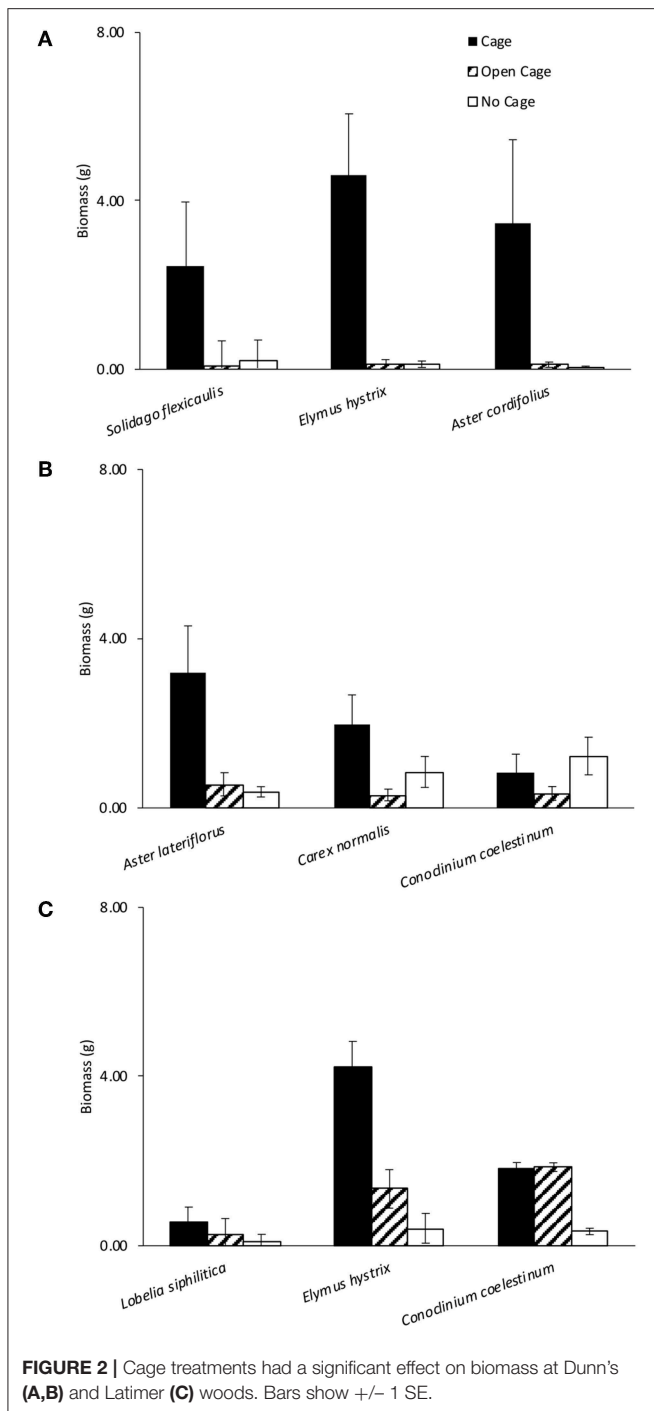 A
8.00
Cage
Open Cage
No Cage
Biomass (g)
4.00
0.00
Solidago flexicaulis
Elymus hystrix
Aster cordifolius
B
8.00
Biomass (g)
4.00
0.00
Aster lateriflorus
Carex normalis
Conoclinium coelestinum
C
8.00
Biomass (g)
4.00
0.00
Lobelia siphilitica
Elymus hystrix
Conoclinium coelestinum
FIGURE 2 | Cage treatments had a significant effect on biomass at Dunn's
(A,B) and Latimer (C) woods. Bars show +/– 1 SE.